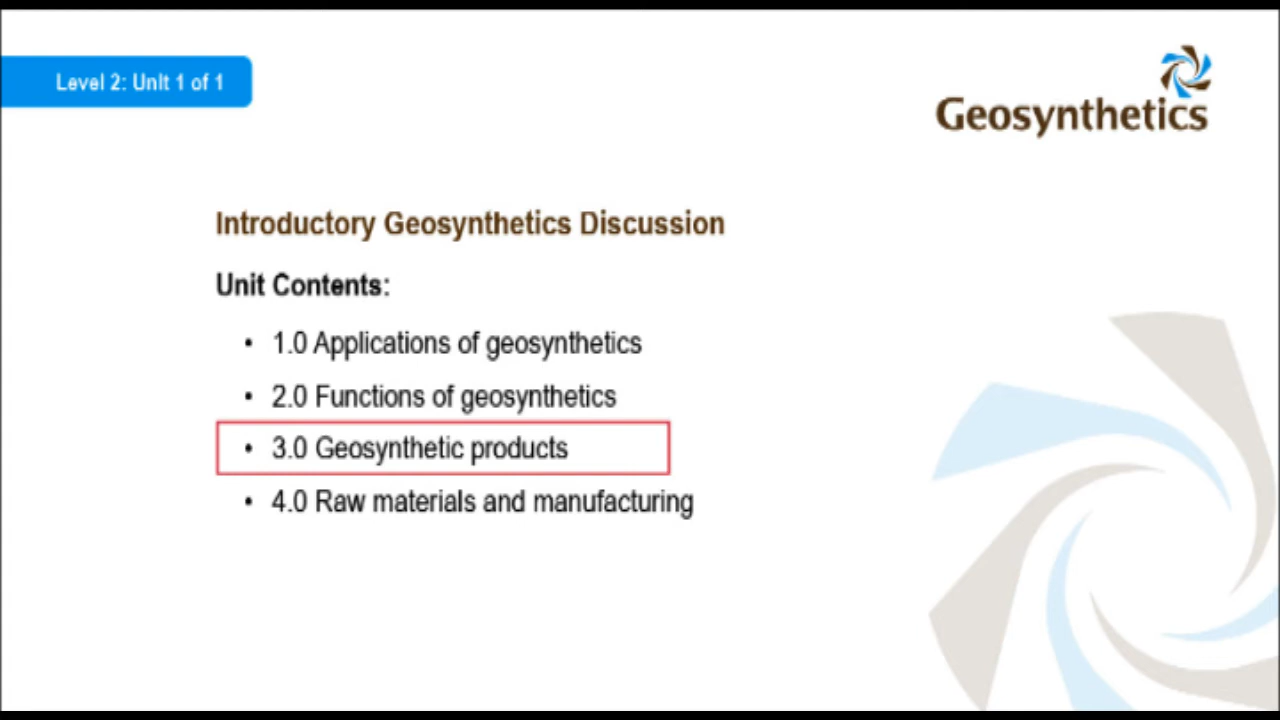 Level 2: Unit 1 of 1
Geosynthetics
Introductory Geosynthetics Discussion
Unit Contents:
• 1.0 Applications of geosynthetics
• 2.0 Functions of geosynthetics
• 3.0 Geosynthetic products
• 4.0 Raw materials and manufacturing